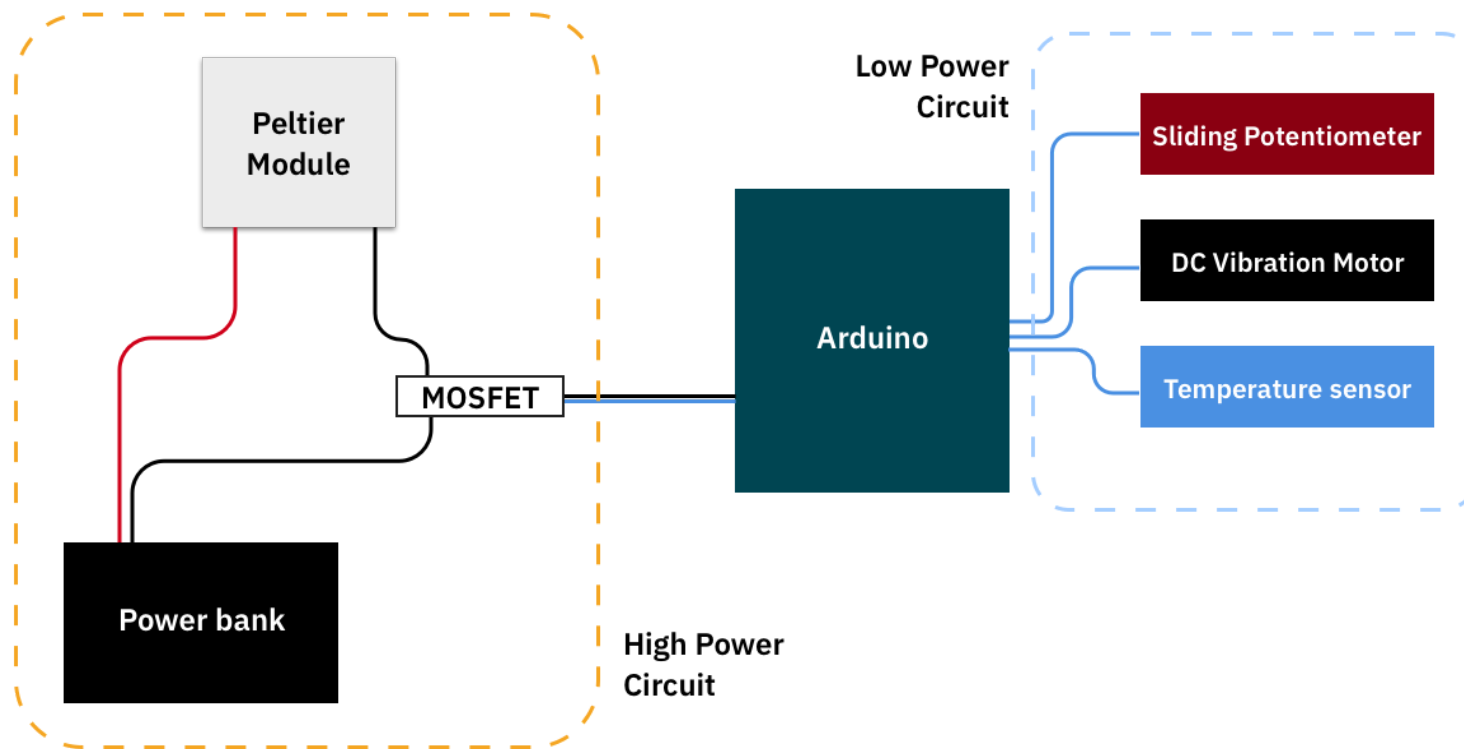 Peltier
Module
MOSFET
Power bank
High Power
Circuit
Arduino
Low Power
Circuit
Sliding Potentiometer
DC Vibration Motor
Temperature sensor